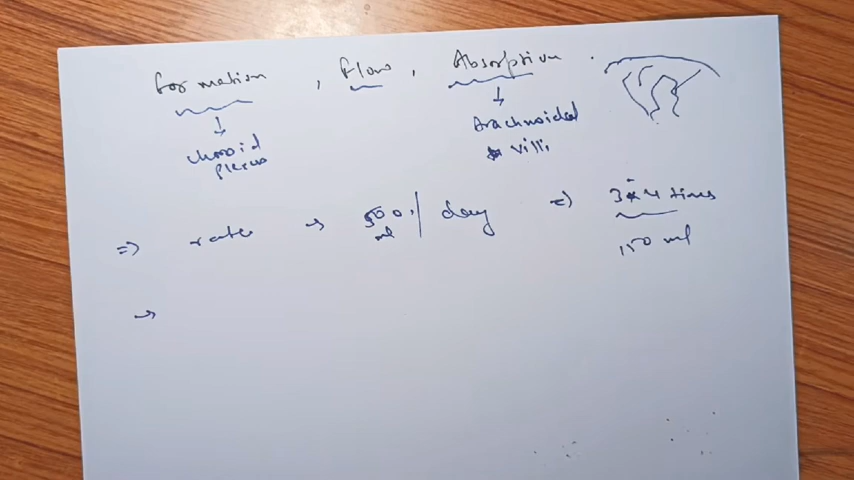 Formation , Flow , Absorption .
↓ ↓
choroid plexus
Arachnoidal villi
⇒ rate → 500 ml / day ⇒ 3-4 times
150 ml
→